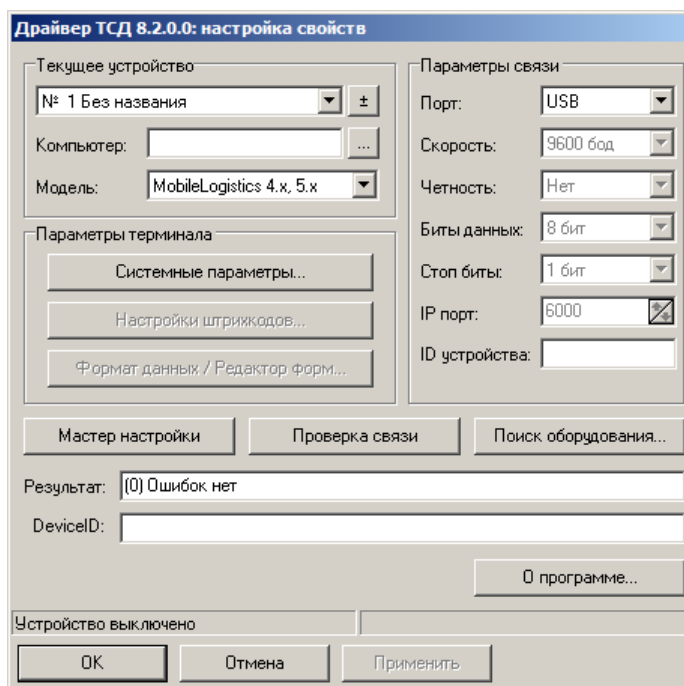 Драйвер ТСД 8.2.0.0: настройка свойств
Текущее устройство
№ 1 Без названия
±
Компьютер:
...
Модель:
MobileLogistics 4.x, 5.x
Параметры терминала
Системные параметры...
Настройки штрихкодов...
Формат данных / Редактор форм...
Параметры связи
Порт:
USB
Скорость:
9600 бод
Четность:
Нет
Биты данных:
8 бит
Стоп биты:
1 бит
IP порт:
6000
ID устройства:
Мастер настройки
Проверка связи
Поиск оборудования...
Результат:
(0) Ошибок нет
DeviceID:
О программе...
Устройство выключено
OK
Отмена
Применить